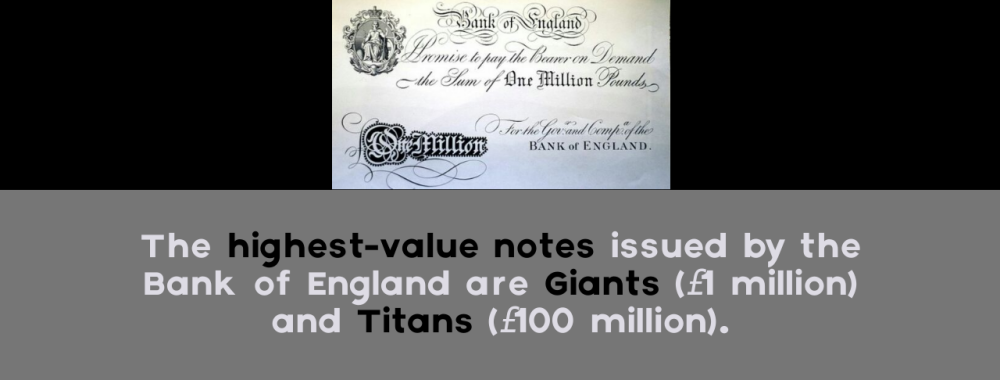 Bank of England
Promise to pay the Bearer on Demand
the Sum of One Million Pounds
For the Gov.r and Comp.a of the
One Million
BANK of ENGLAND.
The highest-value notes issued by the
Bank of England are Giants (£1 million)
and Titans (£100 million).